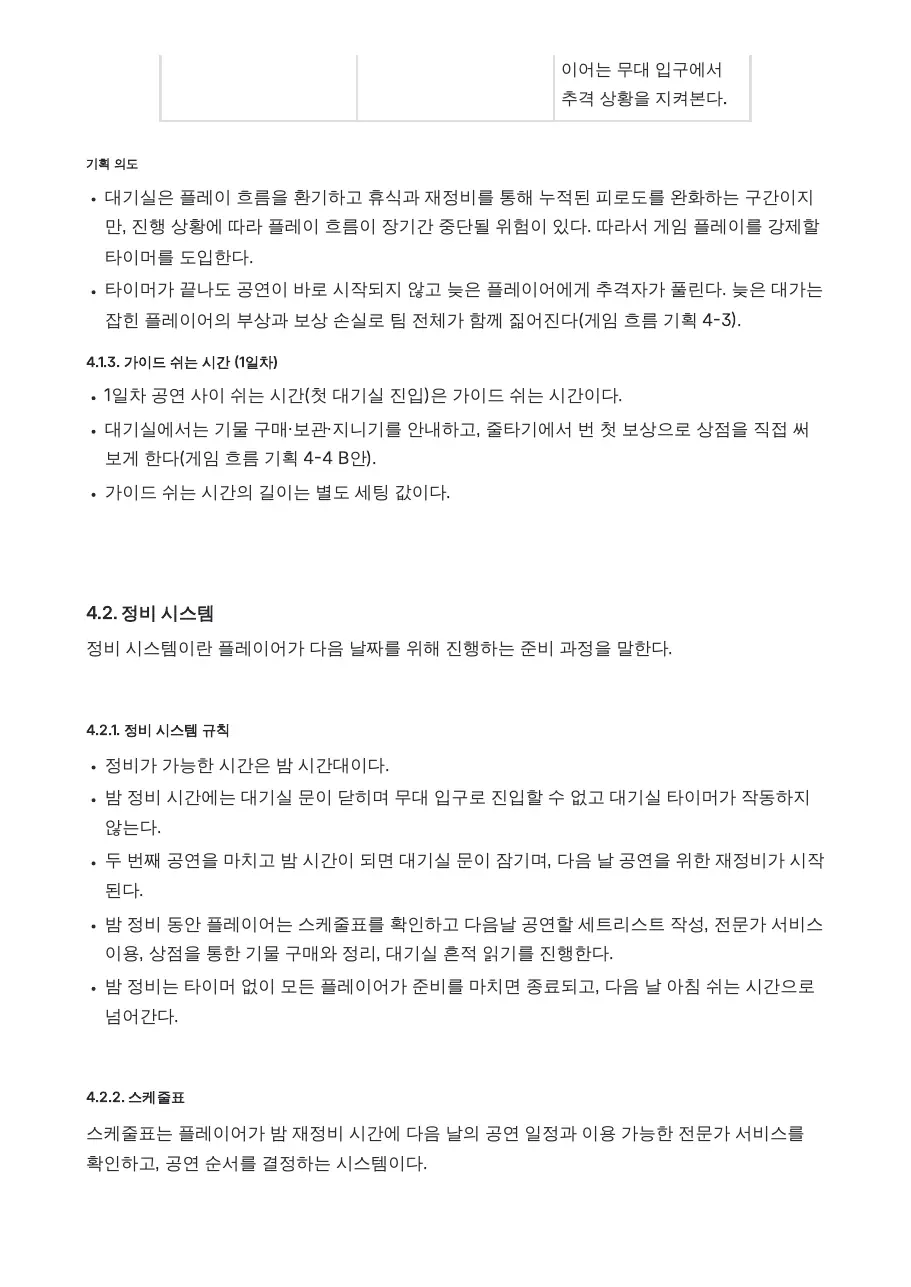 이어는 무대 입구에서
추격 상황을 지켜본다.
기획 의도
• 대기실은 플레이 흐름을 환기하고 휴식과 재정비를 통해 누적된 피로도를 완화하는 구간이지
만, 진행 상황에 따라 플레이 흐름이 장기간 중단될 위험이 있다. 따라서 게임 플레이를 강제할
타이머를 도입한다.
• 타이머가 끝나도 공연이 바로 시작되지 않고 늦은 플레이어에게 추격자가 풀린다. 늦은 대가는
잡힌 플레이어의 부상과 보상 손실로 팀 전체가 함께 짊어진다(게임 흐름 기획 4-3).
4.1.3. 가이드 쉬는 시간 (1일차)
• 1일차 공연 사이 쉬는 시간(첫 대기실 진입)은 가이드 쉬는 시간이다.
• 대기실에서는 기물 구매·보관·지니기를 안내하고, 줄타기에서 번 첫 보상으로 상점을 직접 써
보게 한다(게임 흐름 기획 4-4 B안).
• 가이드 쉬는 시간의 길이는 별도 세팅 값이다.
4.2. 정비 시스템
정비 시스템이란 플레이어가 다음 날짜를 위해 진행하는 준비 과정을 말한다.
4.2.1. 정비 시스템 규칙
• 정비가 가능한 시간은 밤 시간대이다.
• 밤 정비 시간에는 대기실 문이 닫히며 무대 입구로 진입할 수 없고 대기실 타이머가 작동하지
않는다.
• 두 번째 공연을 마치고 밤 시간이 되면 대기실 문이 잠기며, 다음 날 공연을 위한 재정비가 시작
된다.
• 밤 정비 동안 플레이어는 스케줄표를 확인하고 다음날 공연할 세트리스트 작성, 전문가 서비스
이용, 상점을 통한 기물 구매와 정리, 대기실 흔적 읽기를 진행한다.
• 밤 정비는 타이머 없이 모든 플레이어가 준비를 마치면 종료되고, 다음 날 아침 쉬는 시간으로
넘어간다.
4.2.2. 스케줄표
스케줄표는 플레이어가 밤 재정비 시간에 다음 날의 공연 일정과 이용 가능한 전문가 서비스를
확인하고, 공연 순서를 결정하는 시스템이다.